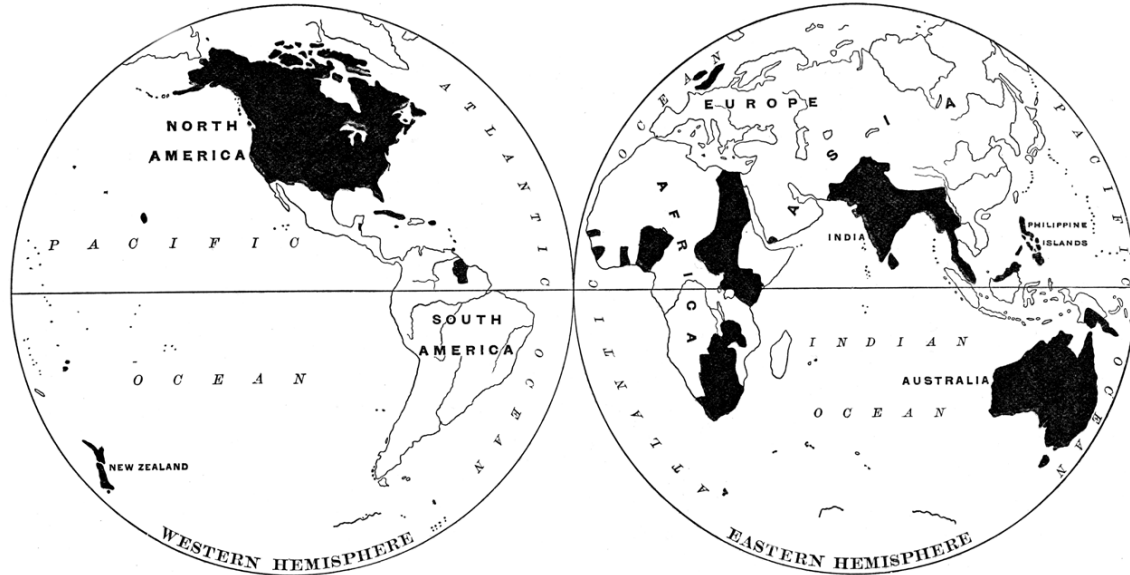 NORTH
AMERICA
ATLANTIC
OCEAN
PACIFIC
OCEAN
SOUTH
AMERICA
NEW ZEALAND
WESTERN HEMISPHERE
OCEAN
EUROPE
ASIA
PACIFIC
OCEAN
AFRICA
INDIA
PHILIPPINE
ISLANDS
ATLANTIC
INDIAN
OCEAN
AUSTRALIA
EASTERN HEMISPHERE